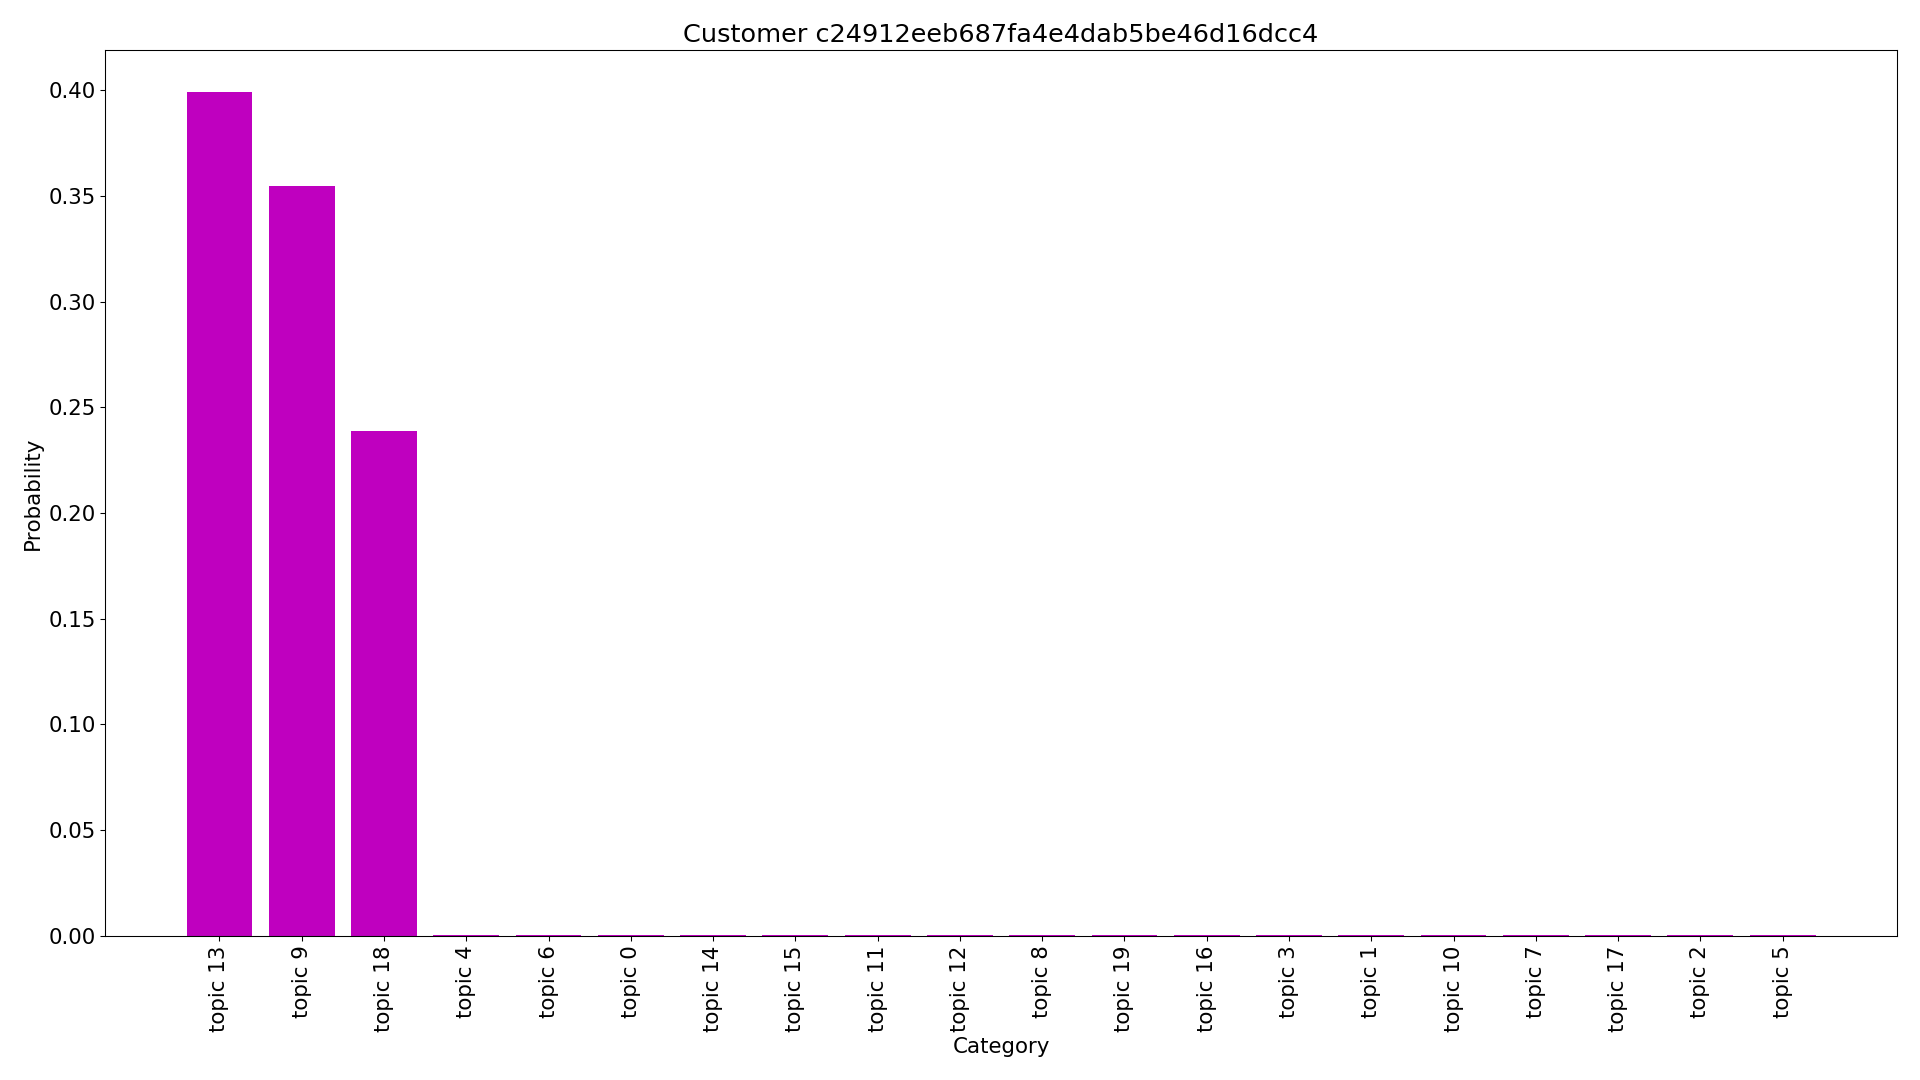 Customer c24912eeb687fa4e4dab5be46d16dcc4
0.40
0.35
0.30
0.25
0.20
0.15
0.10
0.05
0.00
Probability
topic 13
topic 9
topic 18
topic 4
topic 6
topic 0
topic 14
topic 15
topic 11
topic 12
topic 8
topic 19
topic 16
topic 3
topic 1
topic 10
topic 7
topic 17
topic 2
topic 5
Category